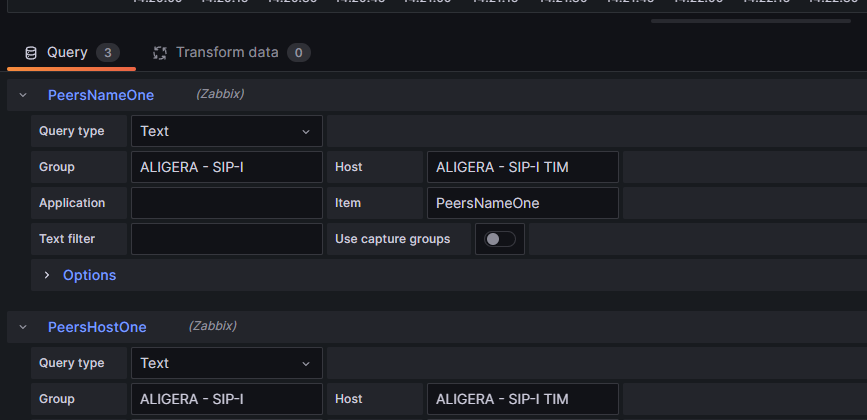 Query 3 Transform data 0
PeersNameOne (Zabbix)
Query type Text
Group ALIGERA - SIP-I Host ALIGERA - SIP-I TIM
Application Item PeersNameOne
Text filter Use capture groups
Options
PeersHostOne (Zabbix)
Query type Text
Group ALIGERA - SIP-I Host ALIGERA - SIP-I TIM